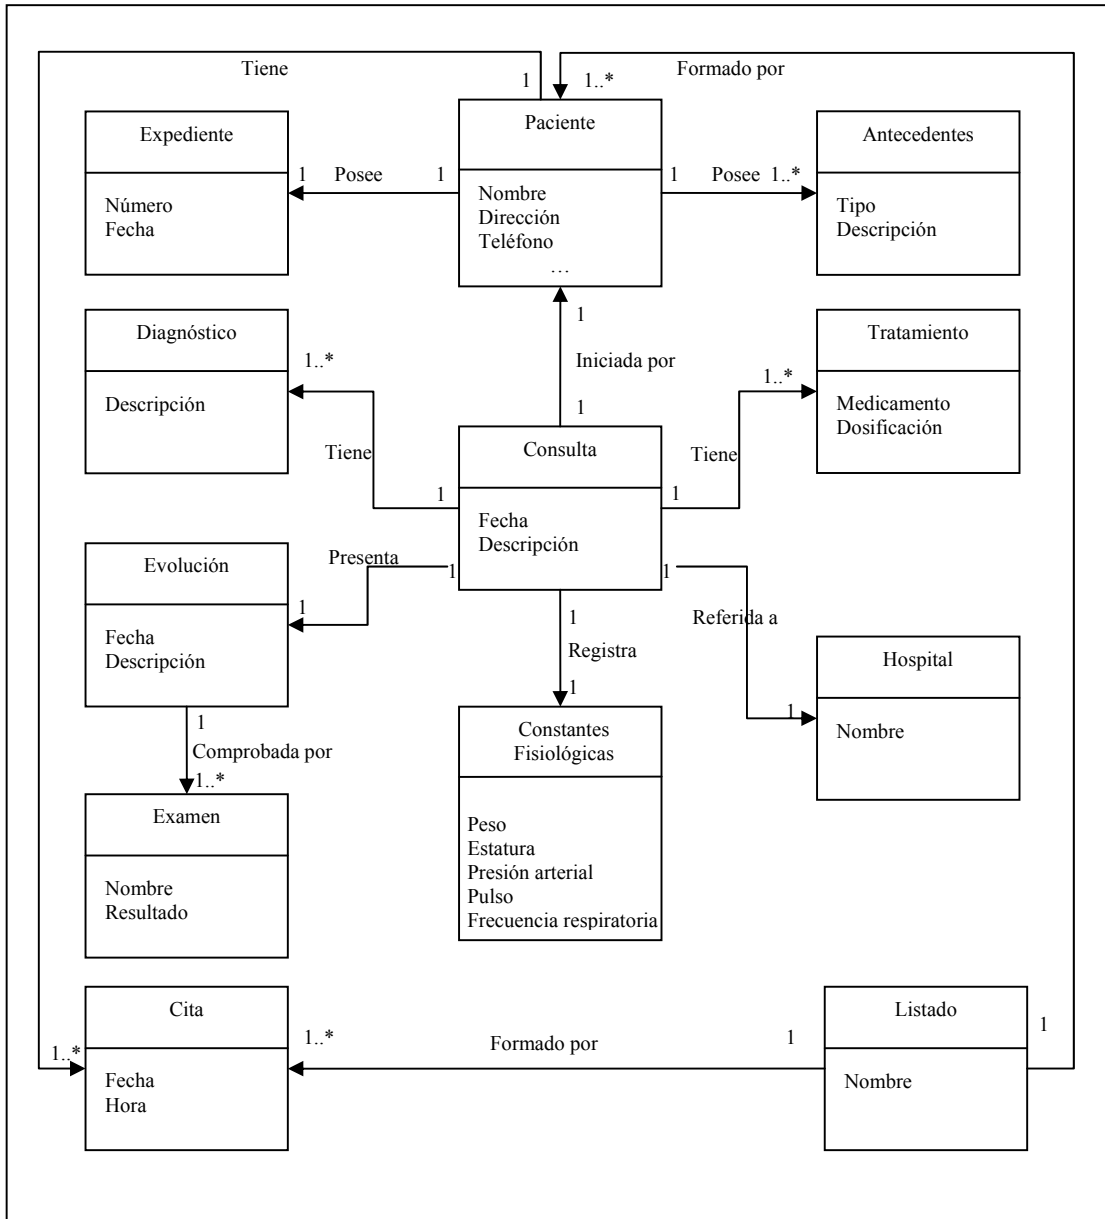 Tiene
Formado por
1
1..*
Expediente
Paciente
Antecedentes
1
Posee
1
1
Posee
1..*
Número
Fecha
Nombre
Dirección
Teléfono
…
Tipo
Descripción
Diagnóstico
1
Tratamiento
1..*
Iniciada por
1..*
Descripción
1
Medicamento
Dosificación
Tiene
Consulta
Tiene
1
1
Fecha
Descripción
Evolución
Presenta
1
1
1
1
Referida a
Fecha
Descripción
Registra
Hospital
1
1
1
Nombre
Comprobada por
1..*
Constantes
Fisiológicas
Examen
Peso
Estatura
Presión arterial
Pulso
Frecuencia respiratoria
Nombre
Resultado
Cita
1..*
Formado por
1
Listado
1
1..*
Fecha
Hora
Nombre